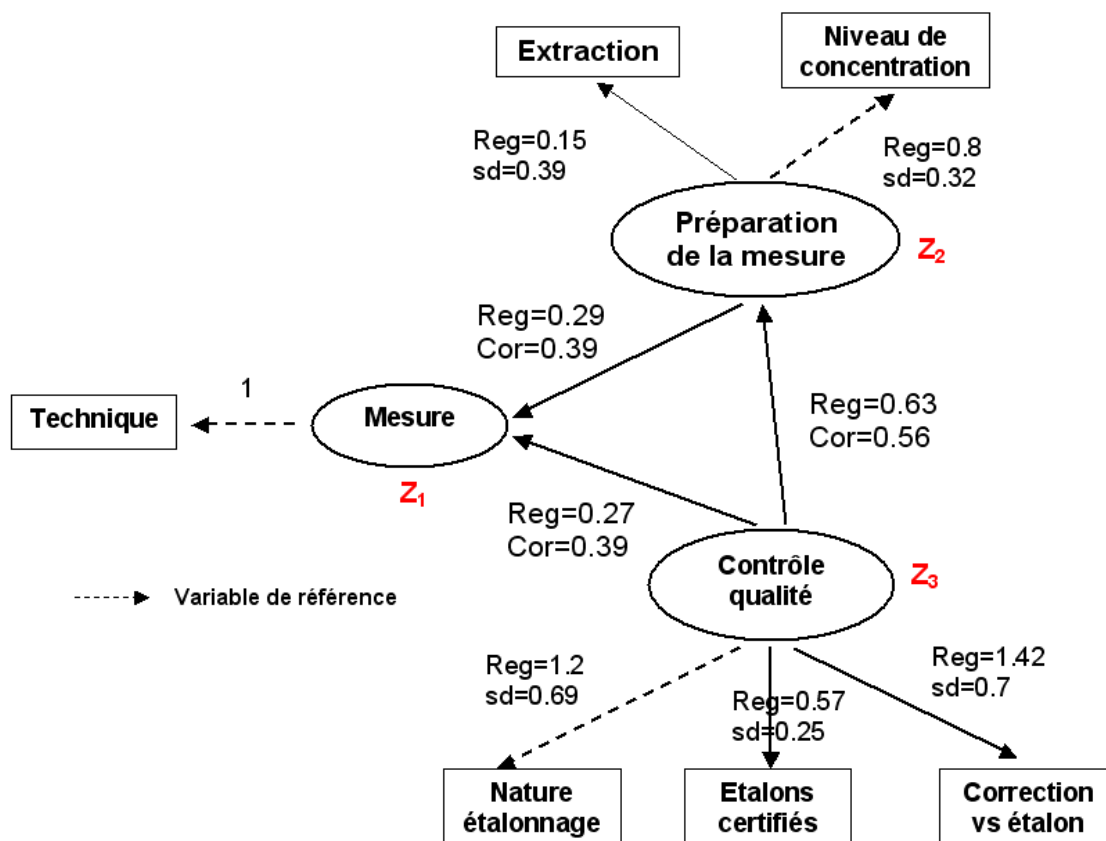 Extraction
Niveau de
concentration
Reg=0.15
sd=0.39
Reg=0.8
sd=0.32
Préparation
de la mesure
Z2
Reg=0.29
Cor=0.39
Technique
1
Mesure
Z1
Reg=0.63
Cor=0.56
Reg=0.27
Cor=0.39
Contrôle
qualité
Z3
Variable de référence
Reg=1.2
sd=0.69
Reg=0.57
sd=0.25
Reg=1.42
sd=0.7
Nature
étalonnage
Etalons
certifiés
Correction
vs étalon